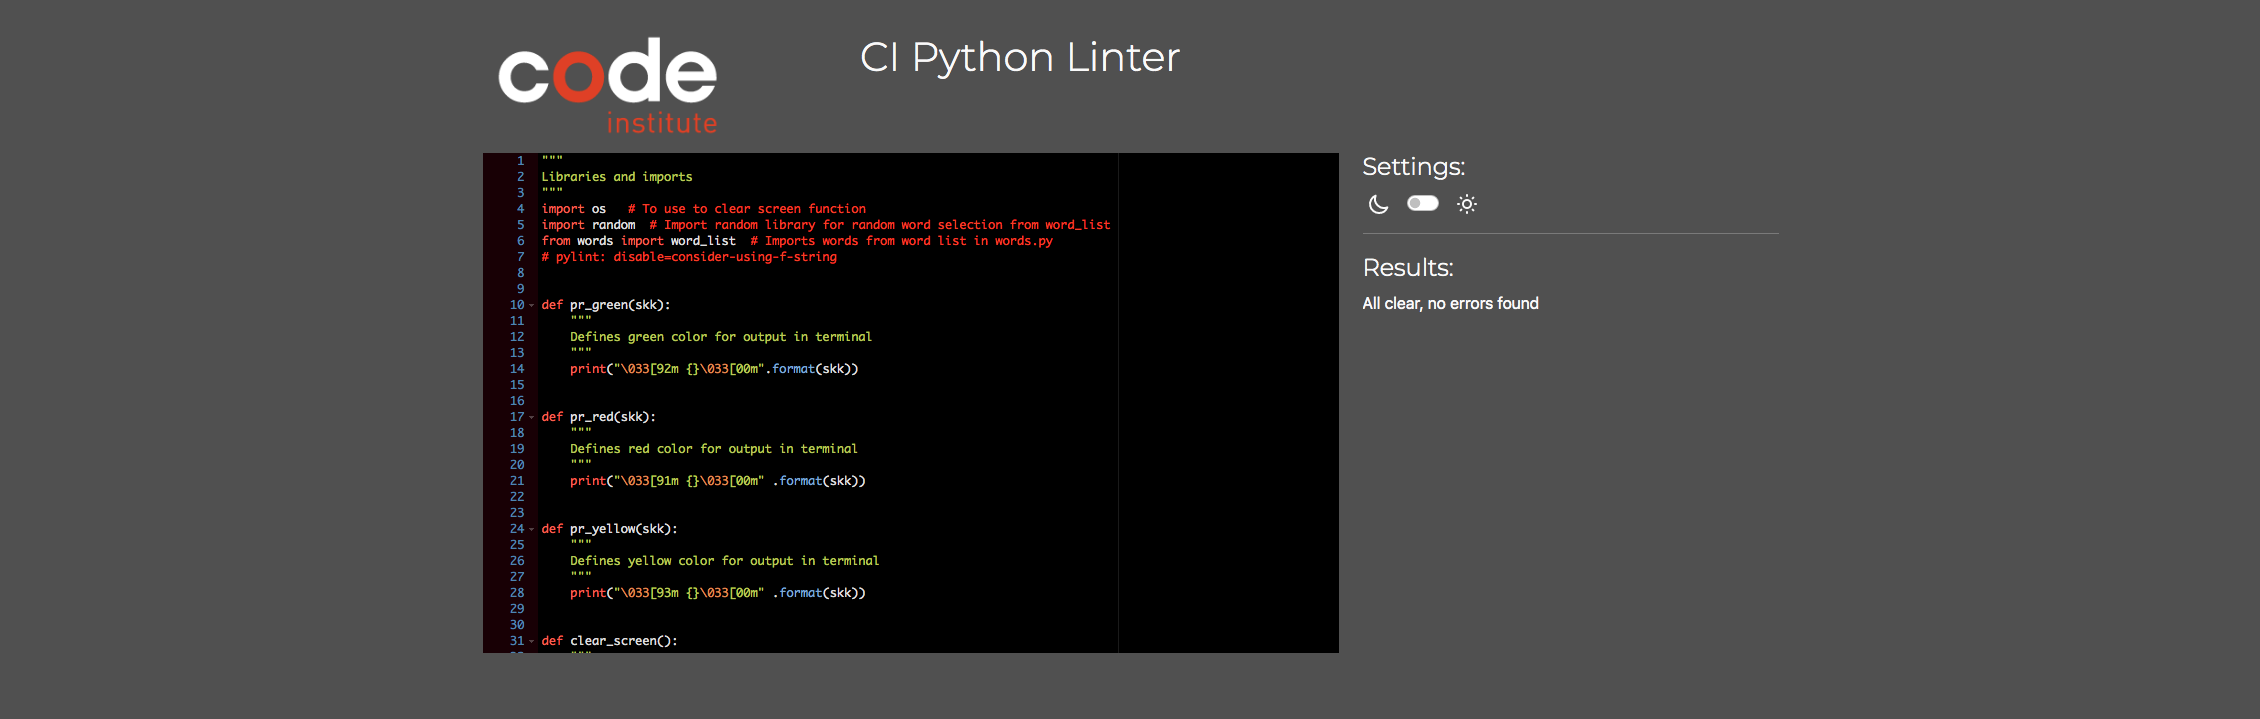 code
institute
CI Python Linter
1 """
2 Libraries and imports
3 """
4 import os   # To use to clear screen function
5 import random  # Import random library for random word selection from word_list
6 from words import word_list  # Imports words from word list in words.py
7 # pylint: disable=consider-using-f-string
8
9
10 def pr_green(skk):
11     """
12     Defines green color for output in terminal
13     """
14     print("\033[92m {}\033[00m".format(skk))
15
16
17 def pr_red(skk):
18     """
19     Defines red color for output in terminal
20     """
21     print("\033[91m {}\033[00m" .format(skk))
22
23
24 def pr_yellow(skk):
25     """
26     Defines yellow color for output in terminal
27     """
28     print("\033[93m {}\033[00m" .format(skk))
29
30
31 def clear_screen():
Settings:
Results:
All clear, no errors found